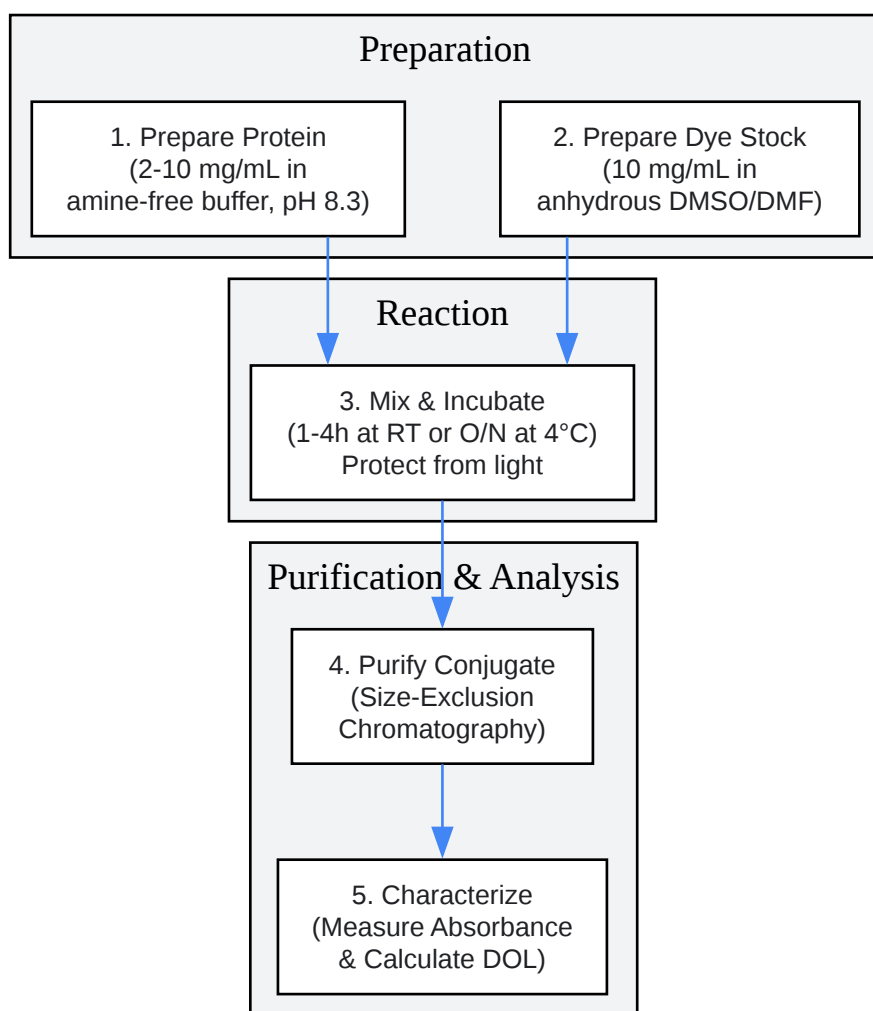 Preparation
1. Prepare Protein
(2-10 mg/mL in
amine-free buffer, pH 8.3)
2. Prepare Dye Stock
(10 mg/mL in
anhydrous DMSO/DMF)
Reaction
3. Mix & Incubate
(1-4h at RT or O/N at 4°C)
Protect from light
Purification & Analysis
4. Purify Conjugate
(Size-Exclusion
Chromatography)
5. Characterize
(Measure Absorbance
& Calculate DOL)